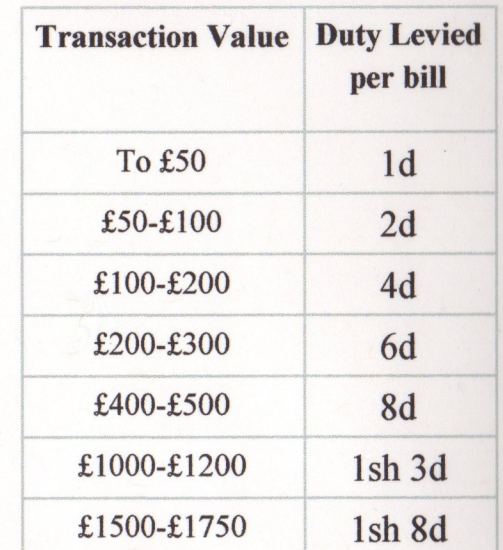 Transaction Value Duty Levied
per bill
To £50 1d
£50-£100 2d
£100-£200 4d
£200-£300 6d
£400-£500 8d
£1000-£1200 1sh 3d
£1500-£1750 1sh 8d